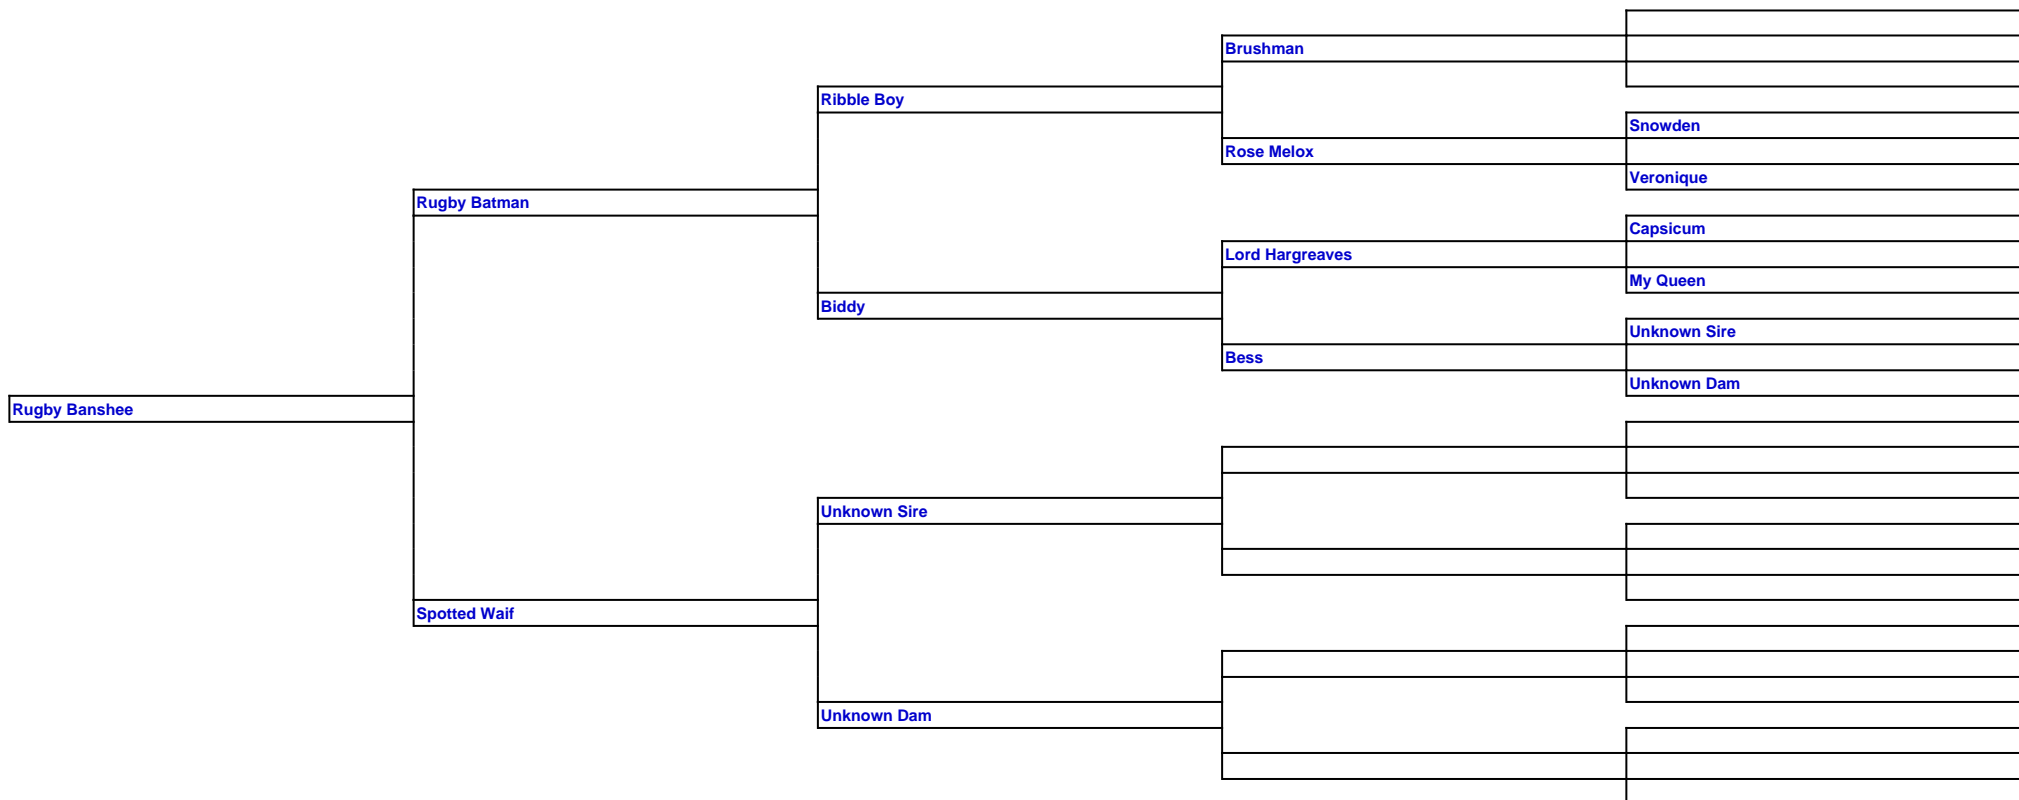 Brushman
Ribble Boy
Snowden
Rose Melox
Veronique
Rugby Batman
Capsicum
Lord Hargreaves
My Queen
Biddy
Unknown Sire
Bess
Unknown Dam
Rugby Banshee
Unknown Sire
Spotted Waif
Unknown Dam